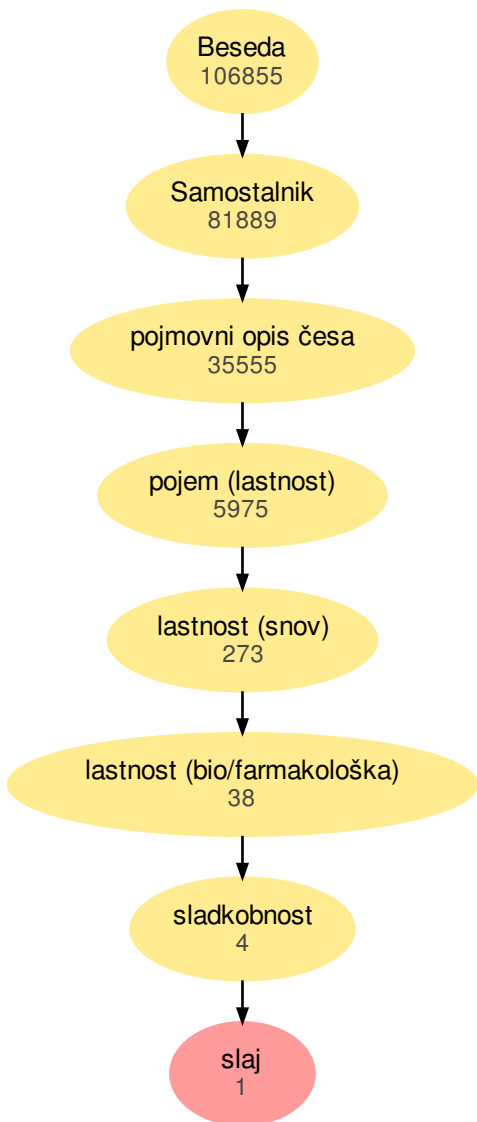 Beseda
106855
Samostalnik
81889
pojmovni opis česa
35555
pojem (lastnost)
5975
lastnost (snov)
273
lastnost (bio/farmakološka)
38
sladkobnost
4
slaj
1